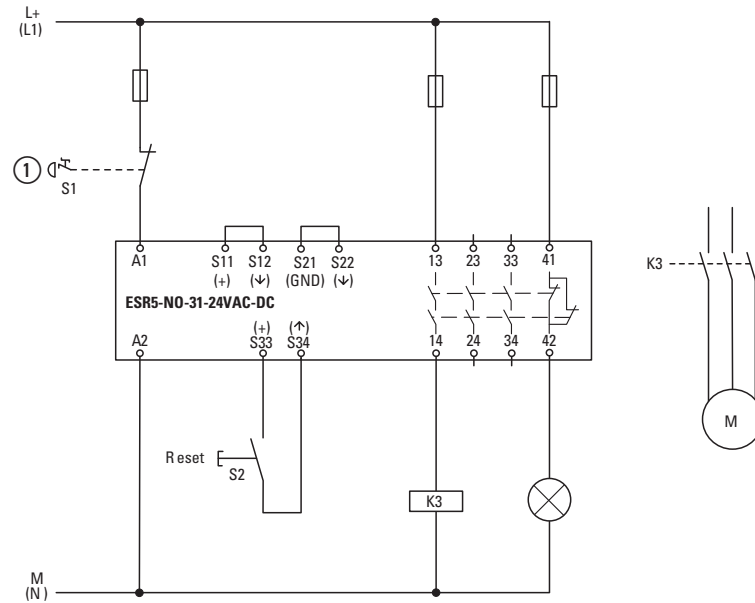 L+
(L1)
1
S1
A1 S11 S12 S21 S22 13 23 33 41
(+) (↓) (GND) (↓)
ESR5-NO-31-24VAC-DC
(+) (↑)
A2 S33 S34 14 24 34 42
K3
M
Reset
S2
K3
M
(N)